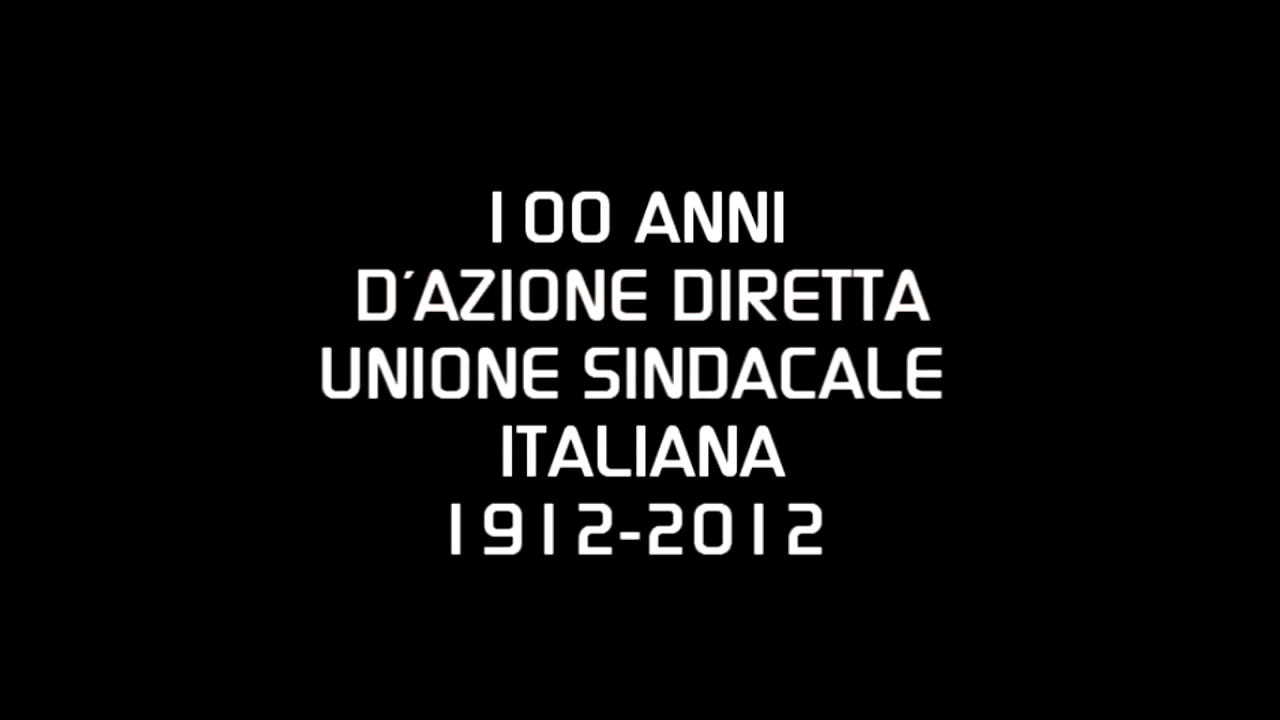 100 ANNI
D´AZIONE DIRETTA
UNIONE SINDACALE
ITALIANA
1912-2012